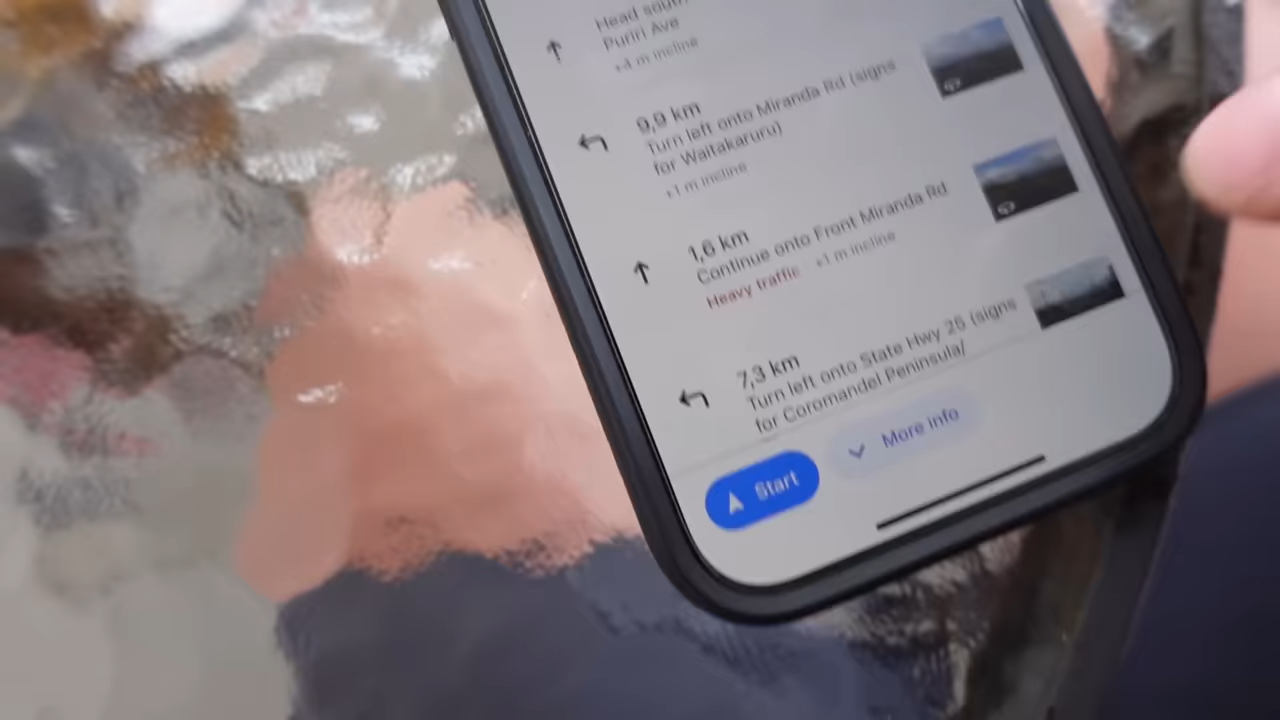 Head south
Puriri Ave
+4 m incline
9,9 km
Turn left onto Miranda Rd (signs
for Waitakaruru)
+1 m incline
1,6 km
Continue onto Front Miranda Rd
Heavy traffic +1 m incline
7,3 km
Turn left onto State Hwy 25 (signs
for Coromandel Peninsula/
Start
More info